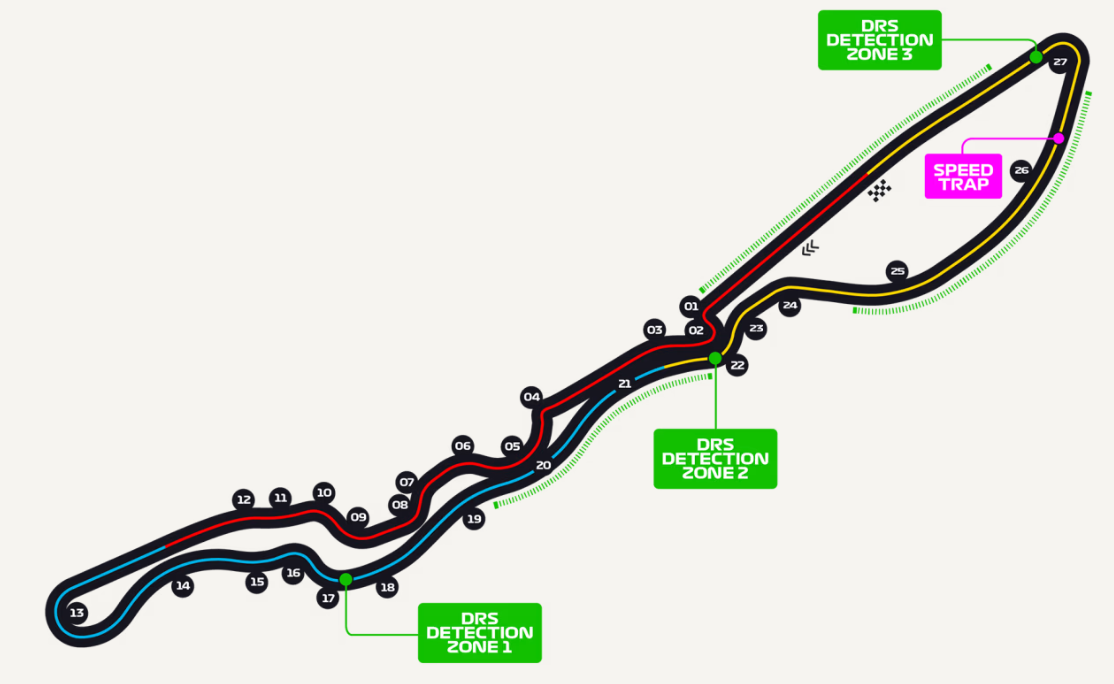 DRS
DETECTION
ZONE 3
27
SPEED
TRAP
26
25
24
23
22
01
02
03
21
04
DRS
DETECTION
ZONE 2
05
06
20
07
08
19
09
10
11
12
13
14
15
16
17
18
DRS
DETECTION
ZONE 1